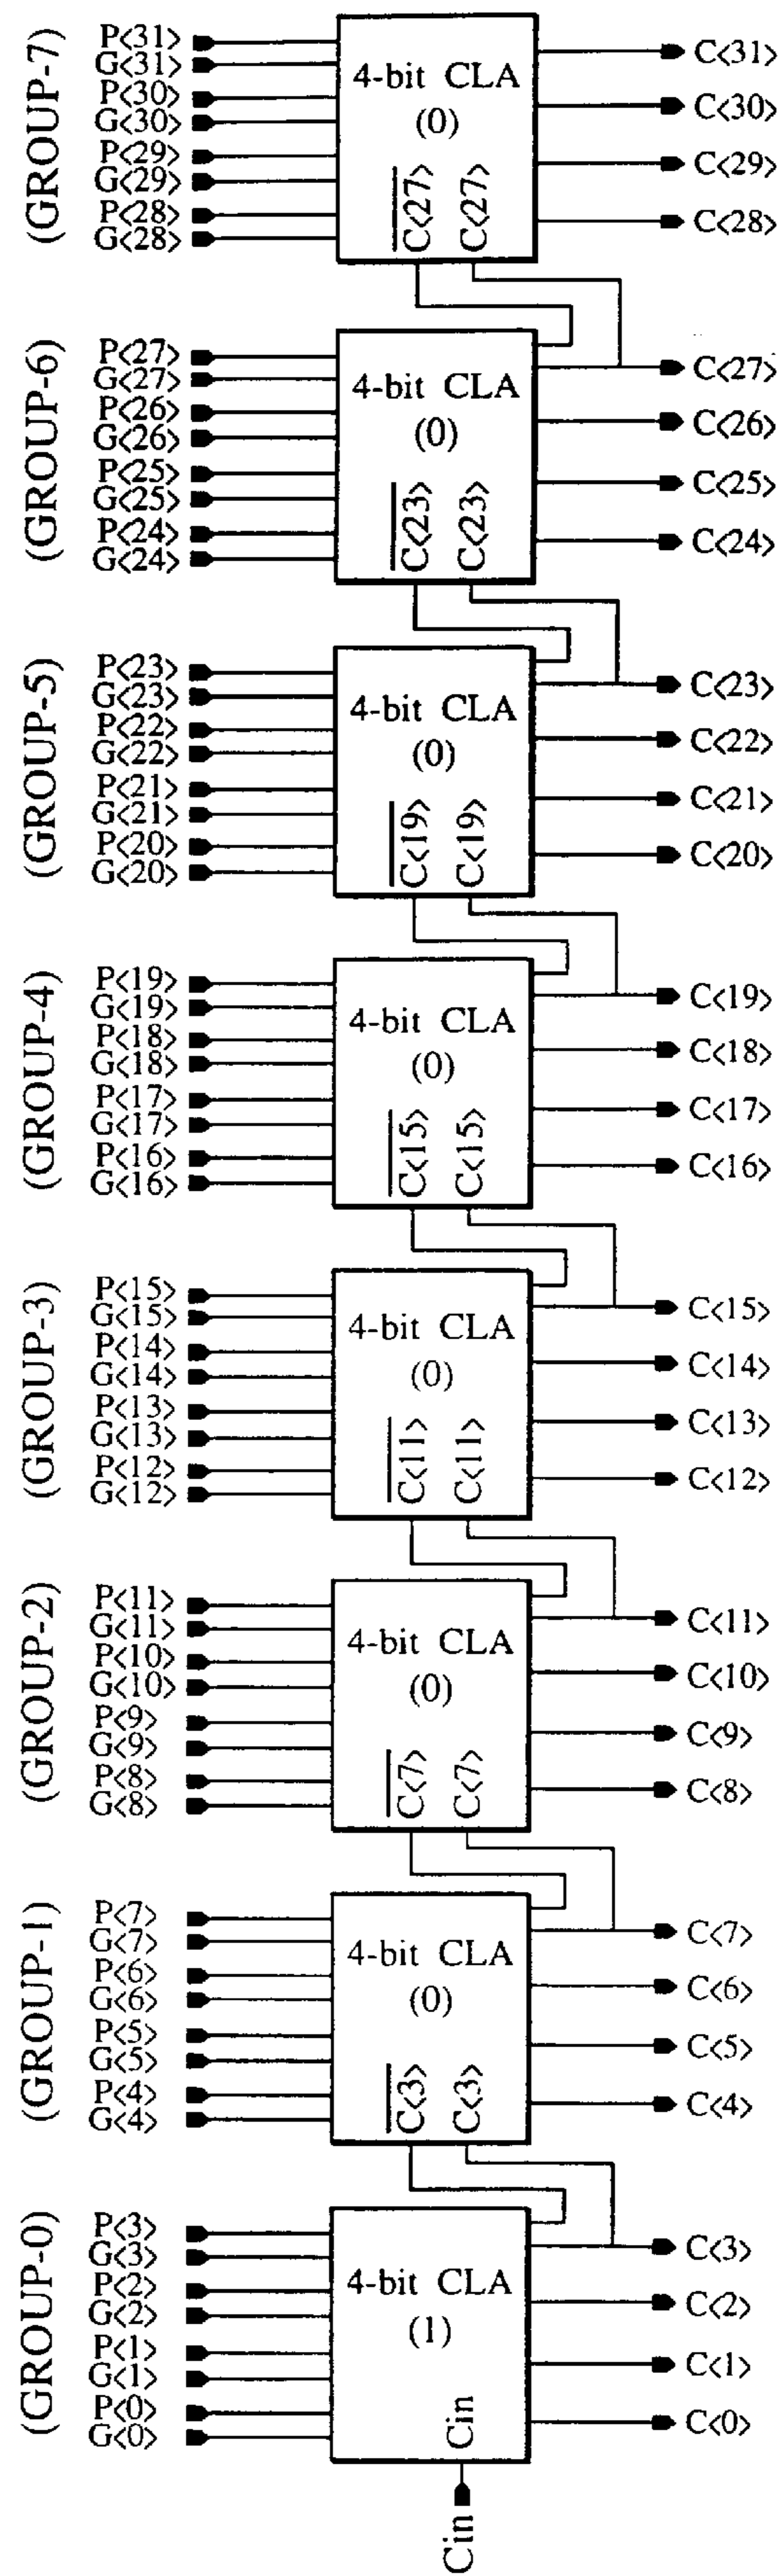 (GROUP-7)
P<31>
G<31>
P<30>
G<30>
P<29>
G<29>
P<28>
G<28>
4-bit CLA
(0)
C<27>
C<27>
C<31>
C<30>
C<29>
C<28>
(GROUP-6)
P<27>
G<27>
P<26>
G<26>
P<25>
G<25>
P<24>
G<24>
4-bit CLA
(0)
C<23>
C<23>
C<27>
C<26>
C<25>
C<24>
(GROUP-5)
P<23>
G<23>
P<22>
G<22>
P<21>
G<21>
P<20>
G<20>
4-bit CLA
(0)
C<19>
C<19>
C<23>
C<22>
C<21>
C<20>
(GROUP-4)
P<19>
G<19>
P<18>
G<18>
P<17>
G<17>
P<16>
G<16>
4-bit CLA
(0)
C<15>
C<15>
C<19>
C<18>
C<17>
C<16>
(GROUP-3)
P<15>
G<15>
P<14>
G<14>
P<13>
G<13>
P<12>
G<12>
4-bit CLA
(0)
C<11>
C<11>
C<15>
C<14>
C<13>
C<12>
(GROUP-2)
P<11>
G<11>
P<10>
G<10>
P<9>
G<9>
P<8>
G<8>
4-bit CLA
(0)
C<7>
C<7>
C<11>
C<10>
C<9>
C<8>
(GROUP-1)
P<7>
G<7>
P<6>
G<6>
P<5>
G<5>
P<4>
G<4>
4-bit CLA
(0)
C<3>
C<3>
C<7>
C<6>
C<5>
C<4>
(GROUP-0)
P<3>
G<3>
P<2>
G<2>
P<1>
G<1>
P<0>
G<0>
4-bit CLA
(1)
Cin
C<3>
C<2>
C<1>
C<0>
Cin